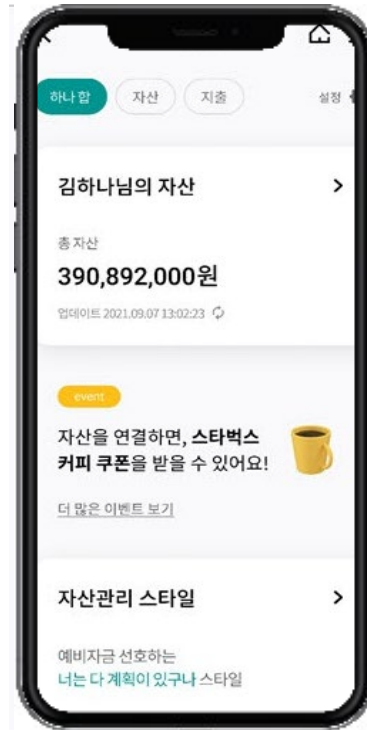 하나합 자산 지출 설정
김하나님의 자산
총 자산
390,892,000원
업데이트 2021.09.07 13:02:23
event
자산을 연결하면, 스타벅스
커피 쿠폰을 받을 수 있어요!
더 많은 이벤트 보기
자산관리 스타일
예비자금 선호하는
너는 다 계획이 있구나 스타일